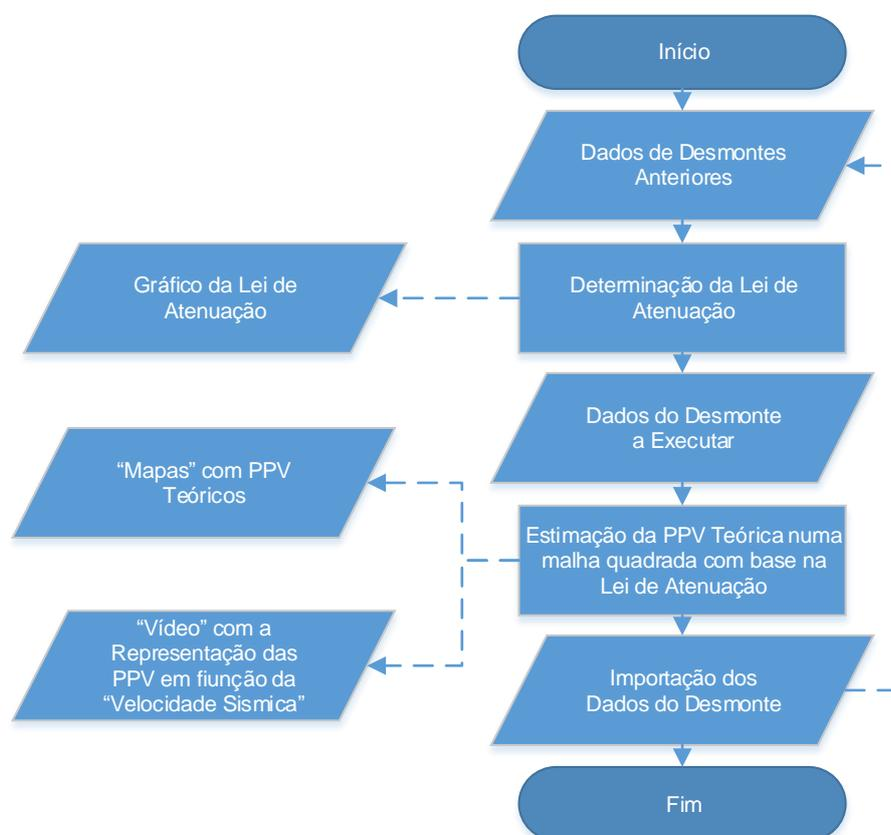 Início
Dados de Desmontes
Anteriores
Gráfico da Lei de
Atenuação
Determinação da Lei de
Atenuação
Dados do Desmonte
a Executar
“Mapas” com PPV
Teóricos
Estimação da PPV Teórica numa
malha quadrada com base na
Lei de Atenuação
“Vídeo” com a
Representação das
PPV em fiunção da
“Velocidade Sismica”
Importação dos
Dados do Desmonte
Fim